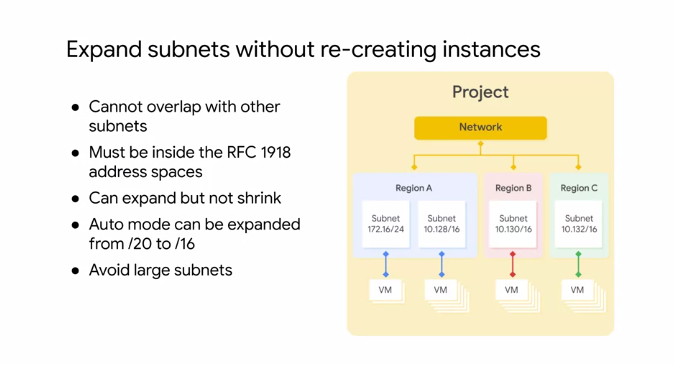 Expand subnets without re-creating instances
● Cannot overlap with other
subnets
● Must be inside the RFC 1918
address spaces
● Can expand but not shrink
● Auto mode can be expanded
from /20 to /16
● Avoid large subnets
Project
Network
Region A
Region B
Region C
Subnet
172.16/24
Subnet
10.128/16
Subnet
10.130/16
Subnet
10.132/16
VM
VM
VM
VM